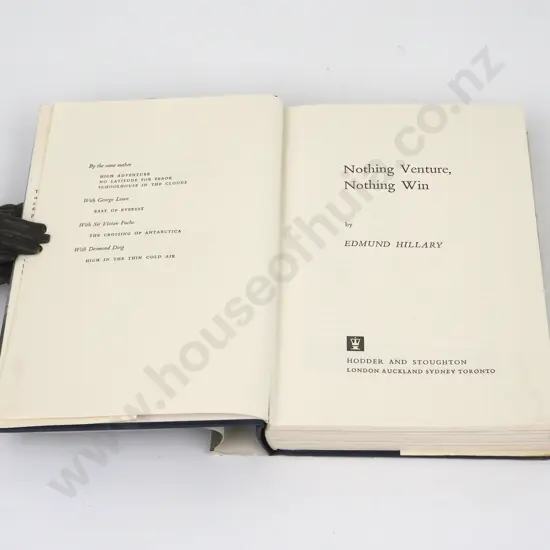 By the same author
HIGH ADVENTURE
NO LATITUDE FOR ERROR
SCHOOLHOUSE IN THE CLOUDS
With George Lowe
EAST OF EVEREST
With Sir Vivian Fuchs
THE CROSSING OF ANTARCTICA
With Desmond Doig
HIGH IN THE THIN COLD AIR
Nothing Venture,
Nothing Win
by
EDMUND HILLARY
HODDER AND STOUGHTON
LONDON AUCKLAND SYDNEY TORONTO
www.houseofhuia.co.nz